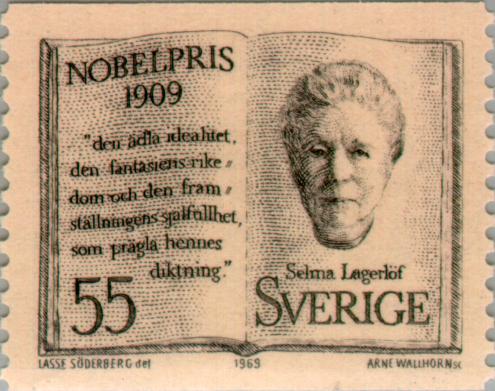 NOBELPRIS
1909
"den ädla idealitet,
den fantasiens rike=
dom och den fram=
ställningens själfullhet,
som prägla hennes
diktning."
55
Selma Lagerlöf
SVERIGE
LASSE SÖDERBERG det
1969
ARNE WALLHORN SC